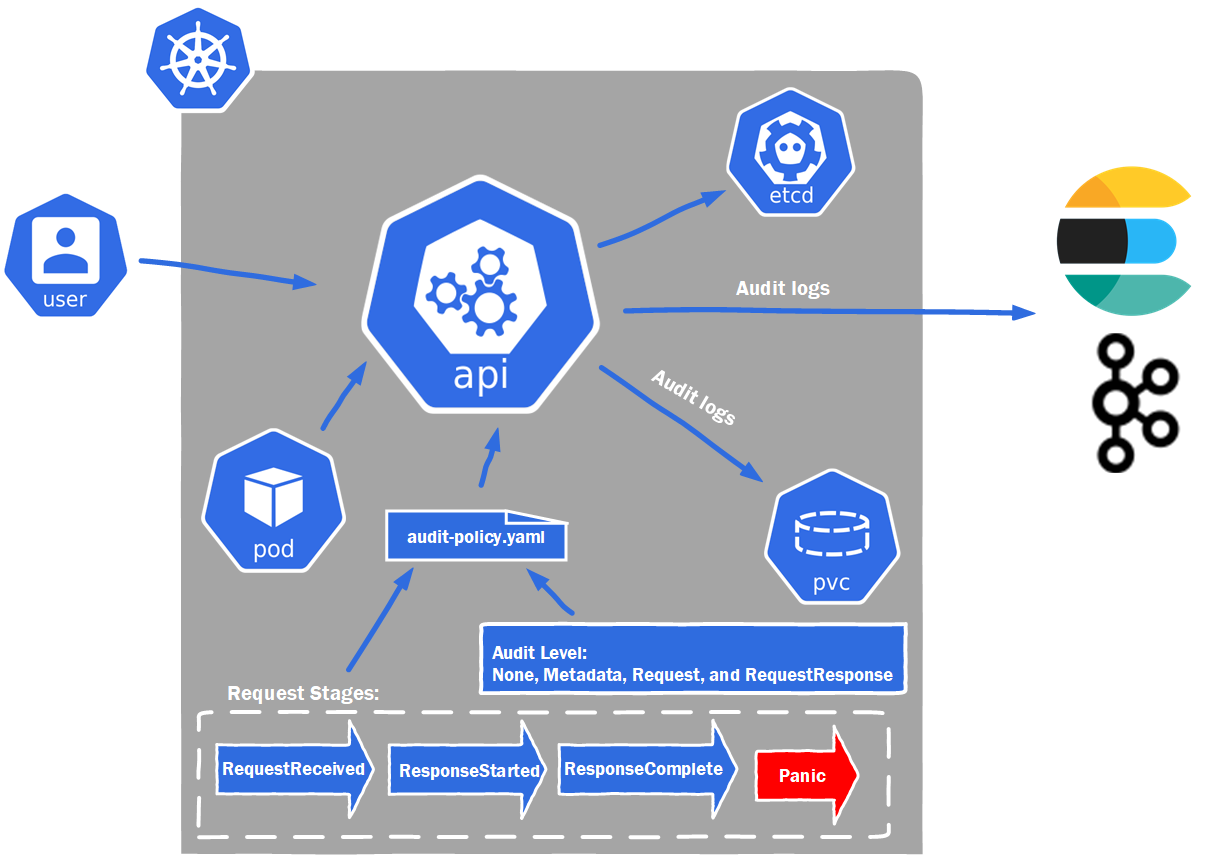 etcd
user
api
Audit logs
Audit logs
pod
audit-policy.yaml
pvc
Audit Level:
None, Metadata, Request, and RequestResponse
Request Stages:
RequestReceived
ResponseStarted
ResponseComplete
Panic